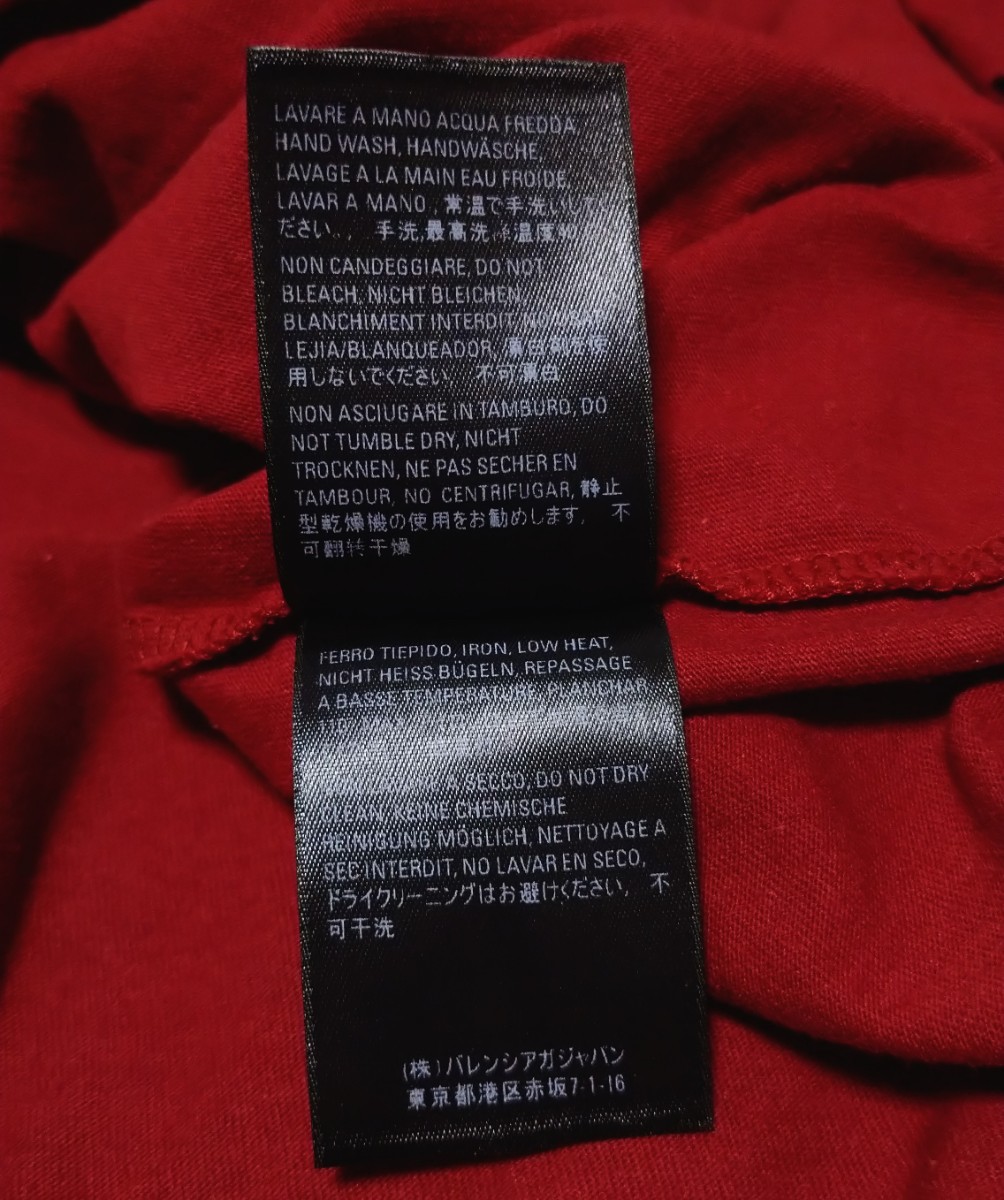 LAVARE A MANO ACQUA FREDDA,
HAND WASH, HANDWÄSCHE,
LAVAGE A LA MAIN EAU FROIDE,
LAVAR A MANO , 常温で手洗いして
ださい., 手洗,最高洗 温度
NON CANDEGGIARE, DO NOT
BLEACH, NICHT BLEICHEN,
BLANCHIMENT INTERDIT,
LEJIA/BLANQUEADOR, 使
用しないでください, 不可漂白
NON ASCIUGARE IN TAMBURO, DO
NOT TUMBLE DRY, NICHT
TROCKNEN, NE PAS SECHER EN
TAMBOUR, NO CENTRIFUGAR, 静止
型乾燥機の使用をお勧めします, 不
可翻转干燥
FERRO TIEPIDO, IRON, LOW HEAT,
NICHT HEISS BÜGELN, REPASSAGE
A BASSE TEMPERATURE, PLANCHAR
A SECCO, DO NOT DRY
CLEAN, KEINE CHEMISCHE
REINIGUNG MÖGLICH, NETTOYAGE A
SEC INTERDIT, NO LAVAR EN SECO,
ドライクリーニングはお避けください, 不
可干洗
(株)バレンシアガジャパン
東京都港区赤坂7-1-16